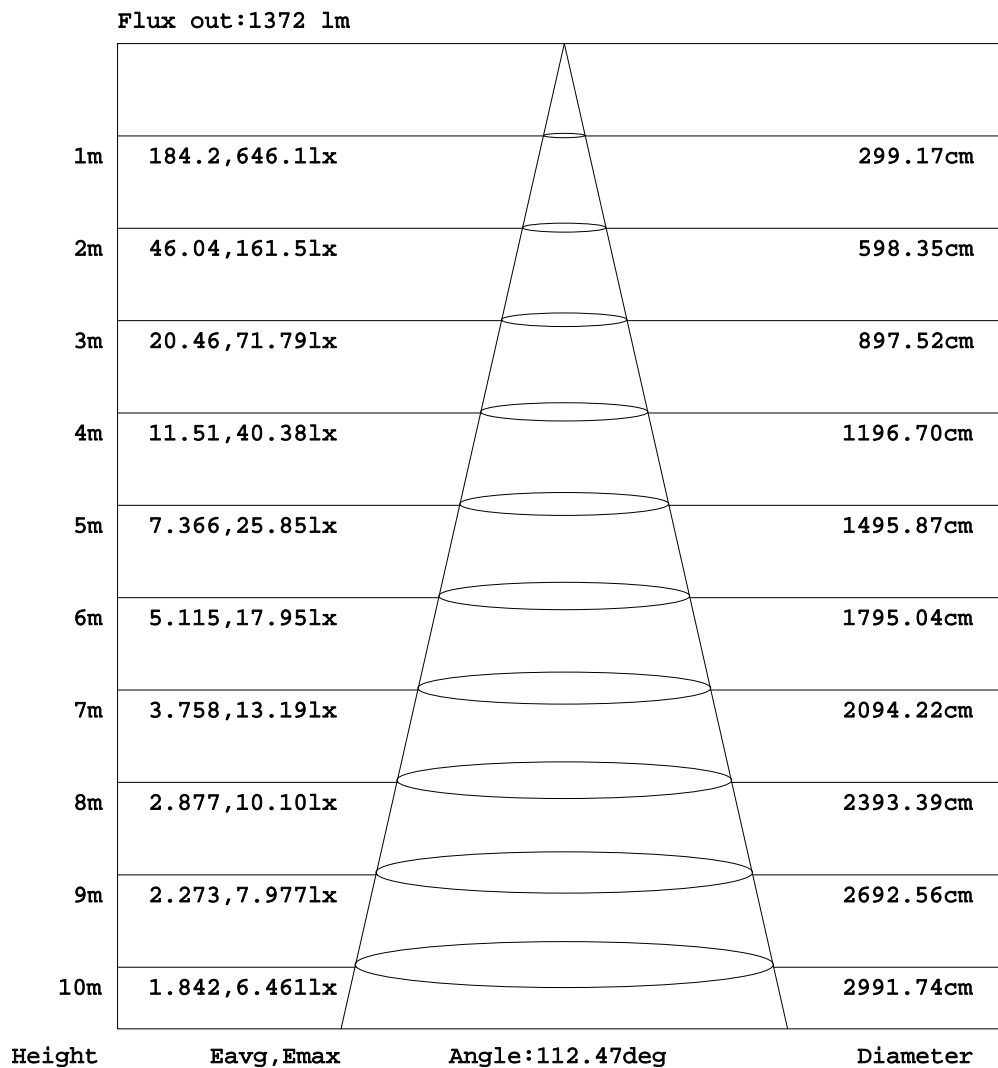 Flux out:1372 lm
1m 184.2,646.1lx 299.17cm
2m 46.04,161.5lx 598.35cm
3m 20.46,71.79lx 897.52cm
4m 11.51,40.38lx 1196.70cm
5m 7.366,25.85lx 1495.87cm
6m 5.115,17.95lx 1795.04cm
7m 3.758,13.19lx 2094.22cm
8m 2.877,10.10lx 2393.39cm
9m 2.273,7.977lx 2692.56cm
10m 1.842,6.461lx 2991.74cm
Height Eavg,Emax Angle:112.47deg Diameter